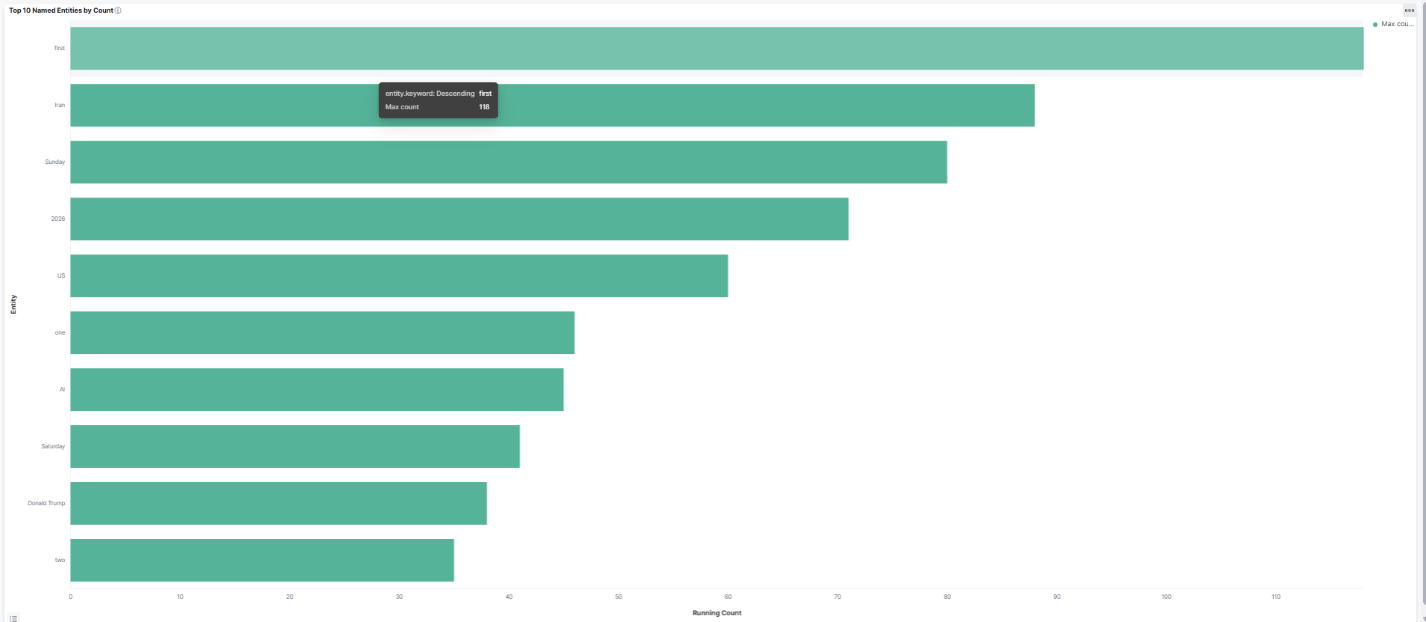 Top 10 Named Entities by Count
Max cou...
first
Iran
entity.keyword: Descending first
Max count 118
Sunday
2026
US
Entity
one
AI
Saturday
Donald Trump
two
0 10 20 30 40 50 60 70 80 90 100 110
Running Count